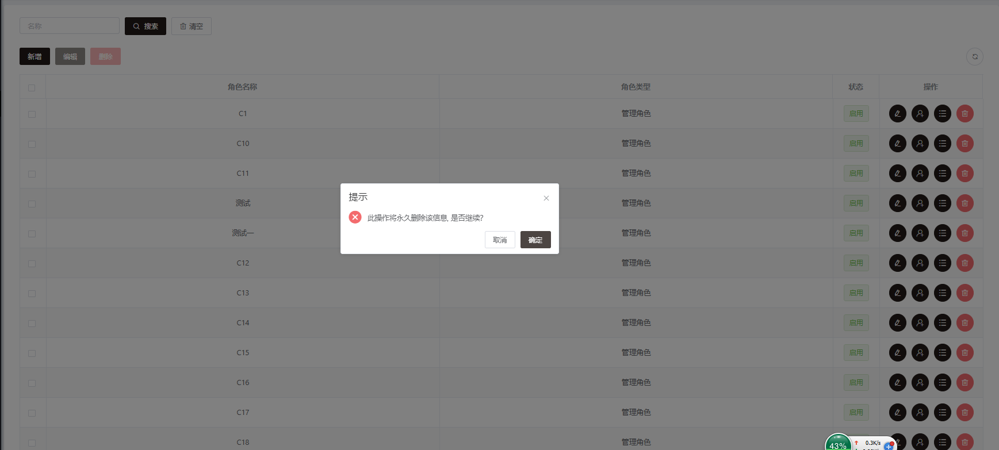 名称 搜索 清空
新增 编辑 删除
角色名称 角色类型 状态 操作
C1 管理角色 启用
C10 管理角色 启用
C11 管理角色 启用
测试 管理角色 启用
提示
此操作将永久删除该信息, 是否继续?
取消 确定
测试一 管理角色 启用
C12 管理角色 启用
C13 管理角色 启用
C14 管理角色 启用
C15 管理角色 启用
C16 管理角色 启用
C17 管理角色 启用
C18 管理角色
43% 0.3K/s